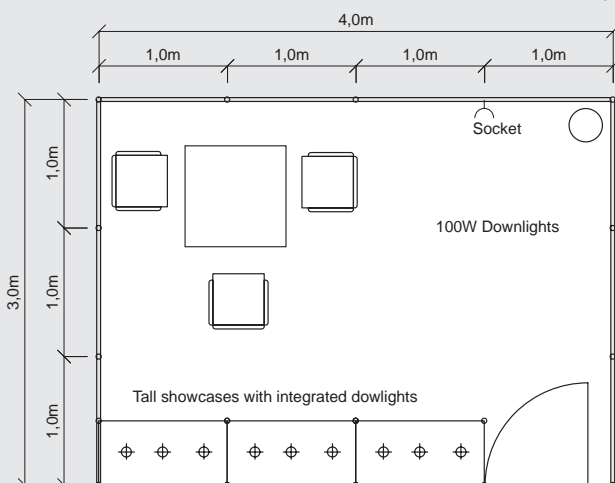 4,0m
1,0m 1,0m 1,0m 1,0m
Socket
1,0m
100W Downlights
3,0m
1,0m
Tall showcases with integrated dowlights
1,0m